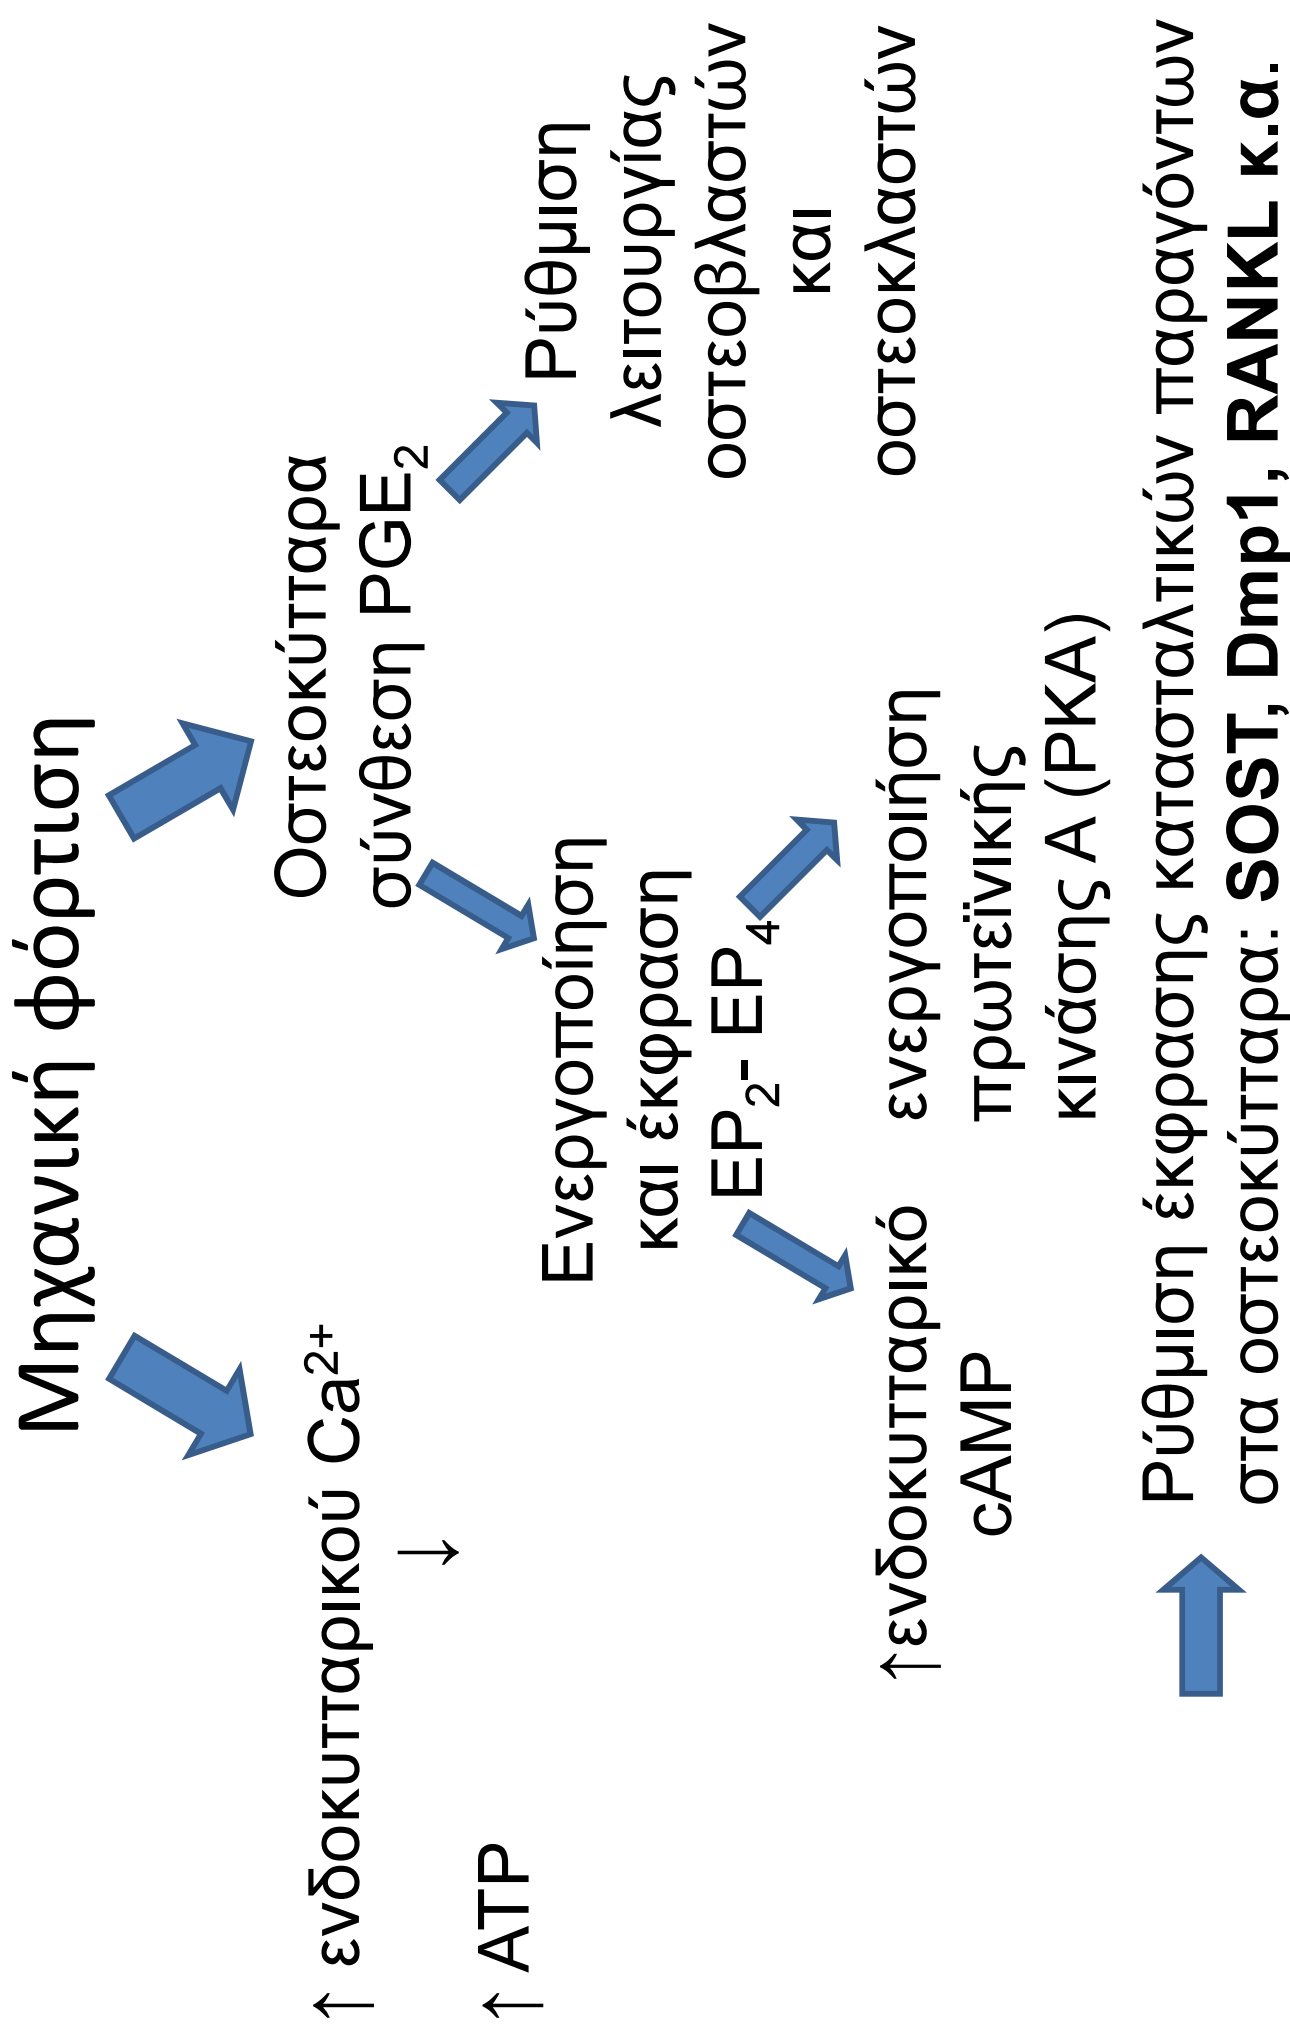 Μηχανική φόρτιση
↑ ενδοκυτταρικού Ca²⁺
↓
↑ ATP
Οστεοκύτταρα
σύνθεση PGE₂
Ενεργοποίηση
και έκφραση
EP₂- EP₄
Ρύθμιση
λειτουργίας
οστεοβλαστών
και
οστεοκλαστών
↑ενδοκυτταρικό
cAMP
ενεργοποίηση
πρωτεϊνικής
κινάσης Α (PKA)
Ρύθμιση έκφρασης κατασταλτικών παραγόντων
στα οστεοκύτταρα: SOST, Dmp1, RANKL κ.α.